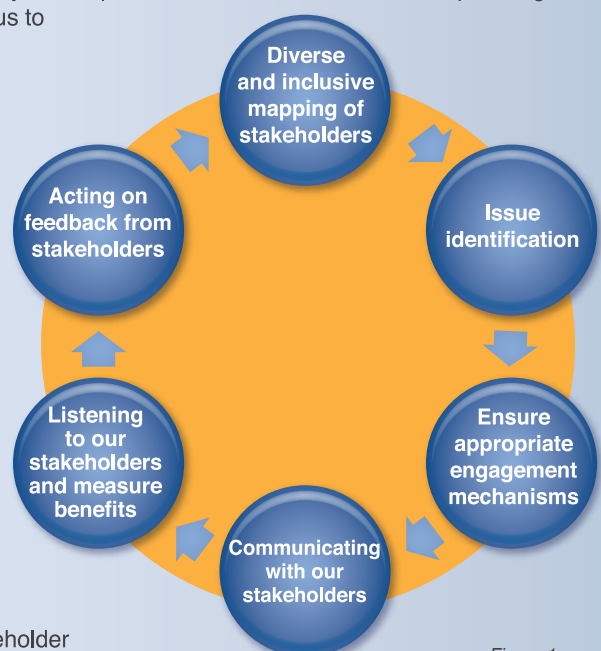 us to
Diverse
and inclusive
mapping of
stakeholders
Issue
identification
Ensure
appropriate
engagement
mechanisms
Communicating
with our
stakeholders
Listening
to our
stakeholders
and measure
benefits
Acting on
feedback from
stakeholders
eholder